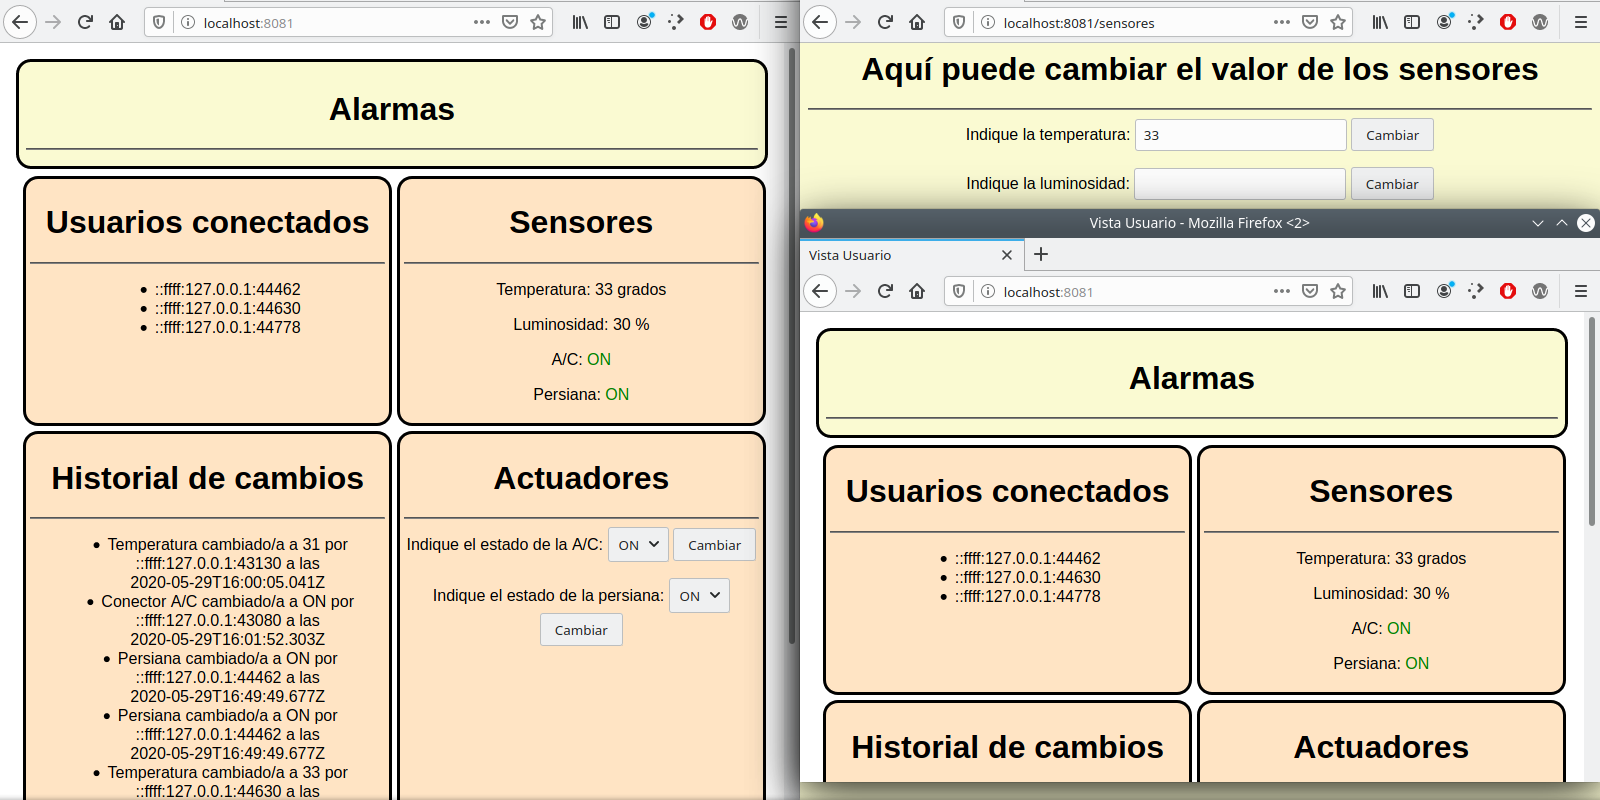 localhost:8081
Alarmas
Usuarios conectados
::ffff:127.0.0.1:44462
::ffff:127.0.0.1:44630
::ffff:127.0.0.1:44778
Sensores
Temperatura: 33 grados
Luminosidad: 30 %
A/C: ON
Persiana: ON
Historial de cambios
Temperatura cambiado/a a 31 por
::ffff:127.0.0.1:43130 a las
2020-05-29T16:00:05.041Z
Conector A/C cambiado/a a ON por
::ffff:127.0.0.1:43080 a las
2020-05-29T16:01:52.303Z
Persiana cambiado/a a ON por
::ffff:127.0.0.1:44462 a las
2020-05-29T16:49:49.677Z
Persiana cambiado/a a ON por
::ffff:127.0.0.1:44462 a las
2020-05-29T16:49:49.677Z
Temperatura cambiado/a a 33 por
::ffff:127.0.0.1:44630 a las
Actuadores
Indique el estado de la A/C: ON Cambiar
Indique el estado de la persiana: ON
Cambiar
localhost:8081/sensores
Aquí puede cambiar el valor de los sensores
Indique la temperatura: 33 Cambiar
Indique la luminosidad: Cambiar
Vista Usuario - Mozilla Firefox <2>
Vista Usuario
localhost:8081
Alarmas
Usuarios conectados
::ffff:127.0.0.1:44462
::ffff:127.0.0.1:44630
::ffff:127.0.0.1:44778
Sensores
Temperatura: 33 grados
Luminosidad: 30 %
A/C: ON
Persiana: ON
Historial de cambios
Actuadores